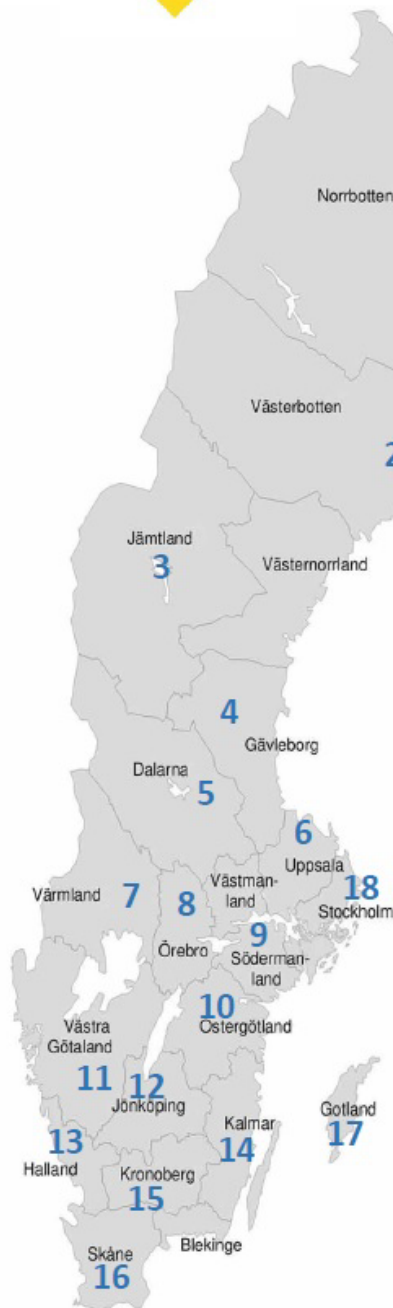 Norrbotten
Västerbotten
2
Jämtland
3
Västernorrland
4
Gävleborg
Dalarna
5
6
Uppsala
Västman-
land
18
Stockholm
Värmland
7
8
9
Örebro
Söderman-
land
10
Östergötland
Västra
Götaland
11
12
Jönköping
Kalmar
14
Gotland
17
13
Halland
Kronoberg
15
Blekinge
Skåne
16